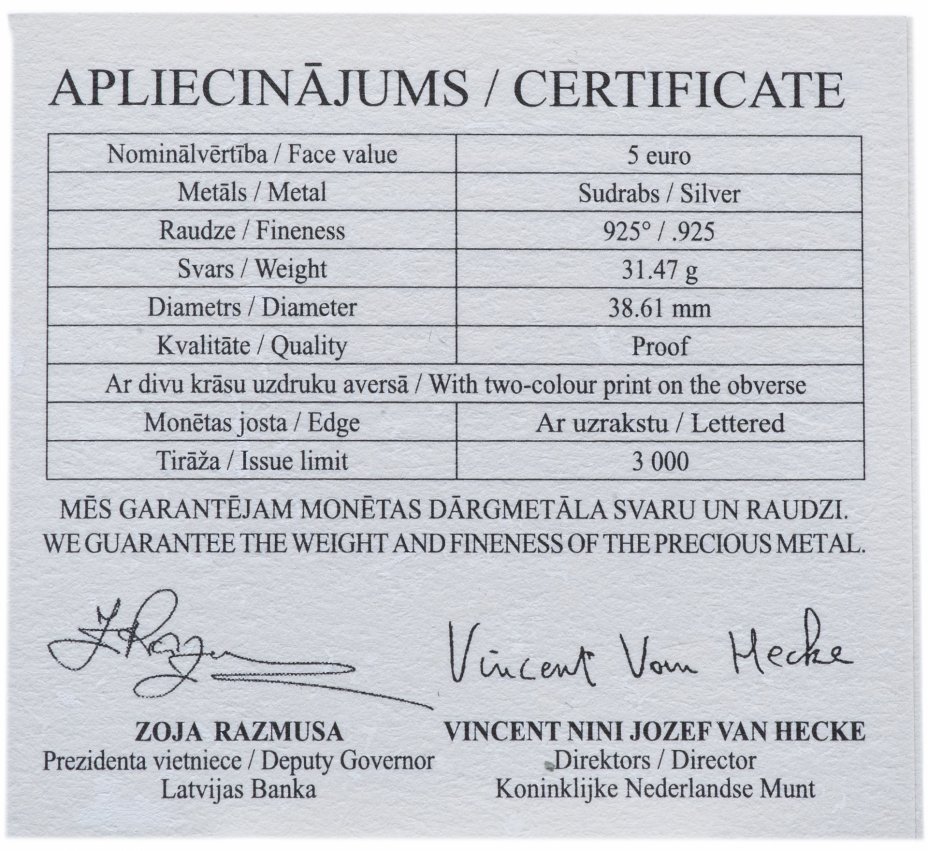 APLIECINĀJUMS / CERTIFICATE
Nominālvērtība / Face value 5 euro
Metāls / Metal Sudrabs / Silver
Raudze / Fineness 925° / .925
Svars / Weight 31.47 g
Diametrs / Diameter 38.61 mm
Kvalitāte / Quality Proof
Ar divu krāsu uzdruku aversā / With two-colour print on the obverse
Monētas josta / Edge Ar uzrakstu / Lettered
Tirāža / Issue limit 3 000
MĒS GARANTĒJAM MONĒTAS DĀRGMETĀLA SVARU UN RAUDZI.
WE GUARANTEE THE WEIGHT AND FINENESS OF THE PRECIOUS METAL.
Vincent Van Hecke
ZOJA RAZMUSA VINCENT NINI JOZEF VAN HECKE
Prezidenta vietniece / Deputy Governor Direktors / Director
Latvijas Banka Koninklijke Nederlandse Munt